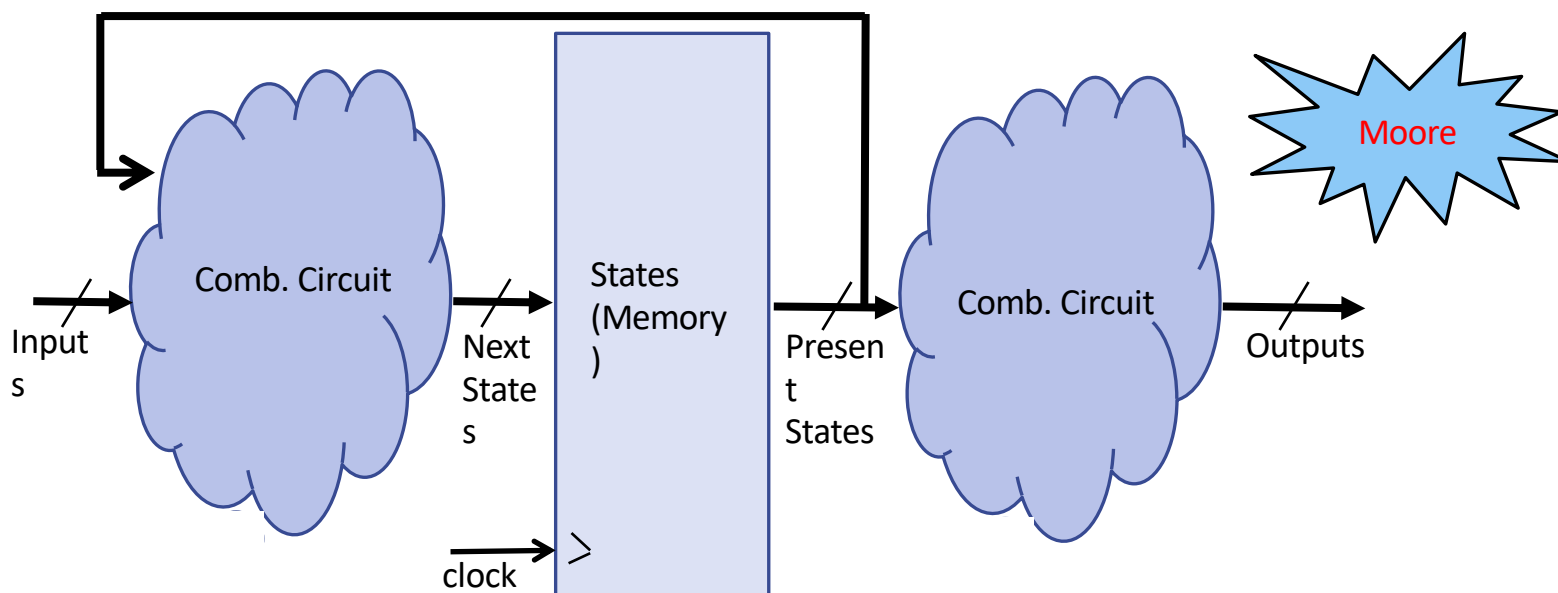 Moore
Comb. Circuit
Input
s
Next
State
s
States
(Memory
)
Presen
t
States
Comb. Circuit
Outputs
clock